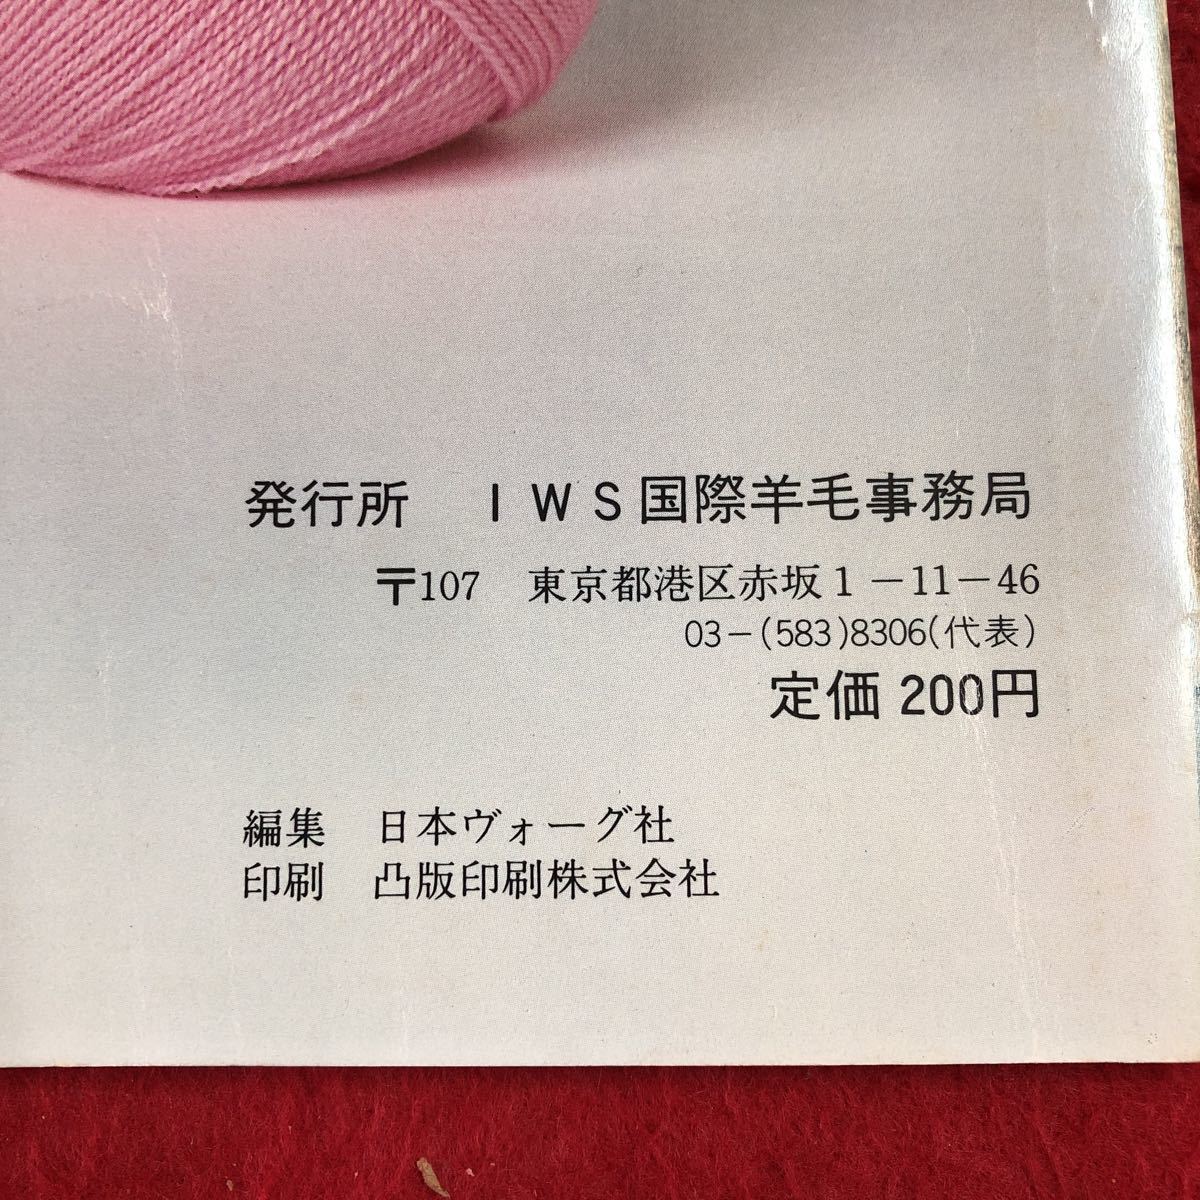 発行所　IWS国際羊毛事務局
〒107　東京都港区赤坂1－11－46
03－(583)8306(代表)
定価 200円
編集　日本ヴォーグ社
印刷　凸版印刷株式会社